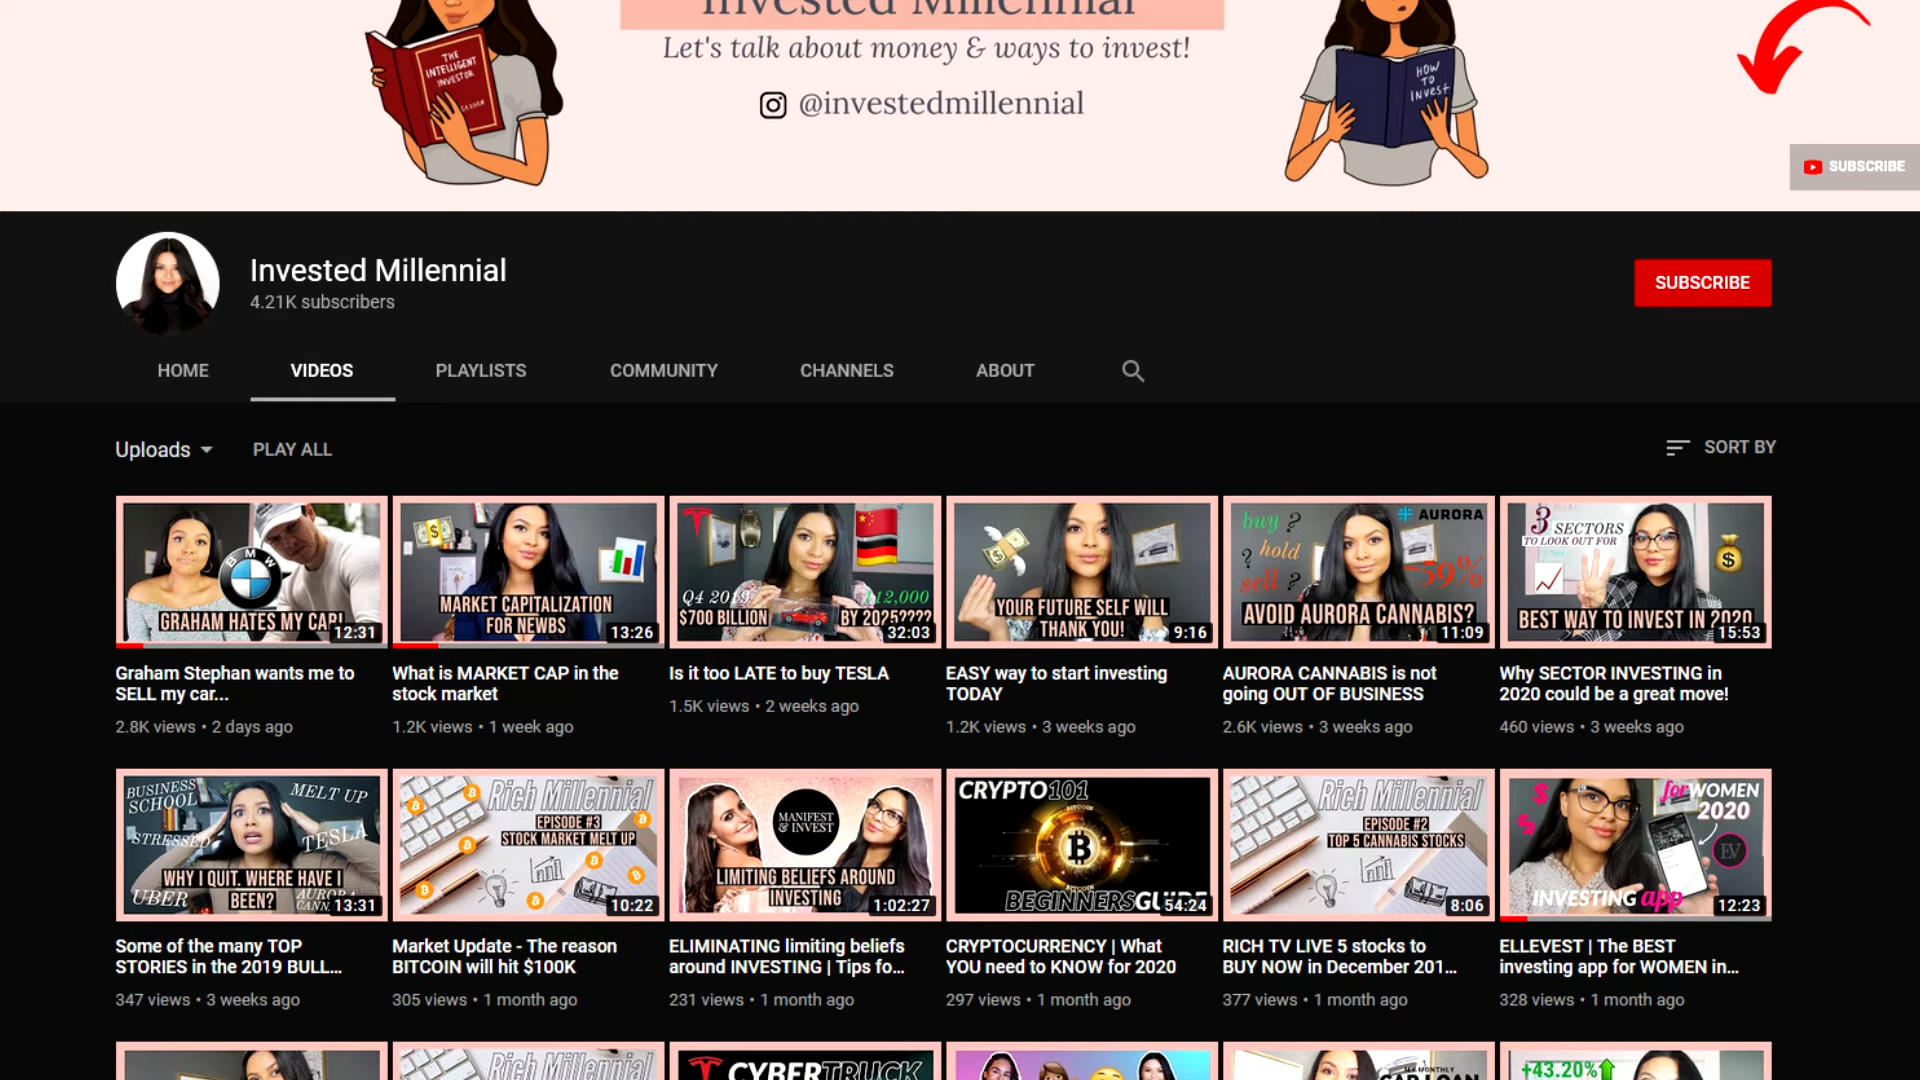 Invested Millennial
Let's talk about money & ways to invest!
@investedmillennial
THE
INTELLIGENT
INVESTOR
GRAHAM
HOW
TO
INVEST
SUBSCRIBE
Invested Millennial
4.21K subscribers
SUBSCRIBE
HOME VIDEOS PLAYLISTS COMMUNITY CHANNELS ABOUT
Uploads PLAY ALL
SORT BY
BMW
GRAHAM HATES MY CAR!
12:31
Graham Stephan wants me to
SELL my car...
2.8K views • 2 days ago
MARKET CAPITALIZATION
FOR NEWBS
13:26
What is MARKET CAP in the
stock market
1.2K views • 1 week ago
Q4 2019
$700 BILLION
112,000
BY 2025????
32:03
Is it too LATE to buy TESLA
1.5K views • 2 weeks ago
YOUR FUTURE SELF WILL
THANK YOU!
9:16
EASY way to start investing
TODAY
1.2K views • 3 weeks ago
buy ?
? hold
sell ?
AURORA
-59%
AVOID AURORA CANNABIS?
11:09
AURORA CANNABIS is not
going OUT OF BUSINESS
2.6K views • 3 weeks ago
3 SECTORS
TO LOOK OUT FOR
BEST WAY TO INVEST IN 2020
15:53
Why SECTOR INVESTING in
2020 could be a great move!
460 views • 3 weeks ago
BUSINESS
SCHOOL
MELT UP
STRESSED
TESLA
WHY I QUIT. WHERE HAVE I
BEEN?
UBER
AURORA
CANN
13:31
Some of the many TOP
STORIES in the 2019 BULL...
347 views • 3 weeks ago
Rich Millennial
EPISODE #3
STOCK MARKET MELT UP
10:22
Market Update - The reason
BITCOIN will hit $100K
305 views • 1 month ago
MANIFEST
& INVEST
LIMITING BELIEFS AROUND
INVESTING
1:02:27
ELIMINATING limiting beliefs
around INVESTING | Tips fo...
231 views • 1 month ago
CRYPTO101
BITCOIN
BITCOIN
BEGINNERSGUIDE
54:24
CRYPTOCURRENCY | What
YOU need to KNOW for 2020
297 views • 1 month ago
Rich Millennial
EPISODE #2
TOP 5 CANNABIS STOCKS
8:06
RICH TV LIVE 5 stocks to
BUY NOW in December 201...
377 views • 1 month ago
for WOMEN
2020
EV
INVESTING app
12:23
ELLEVEST | The BEST
investing app for WOMEN in...
328 views • 1 month ago
Rich Millennial
CYBERTRUCK
MY MONTHLY
CAR LOAN
+43.20%